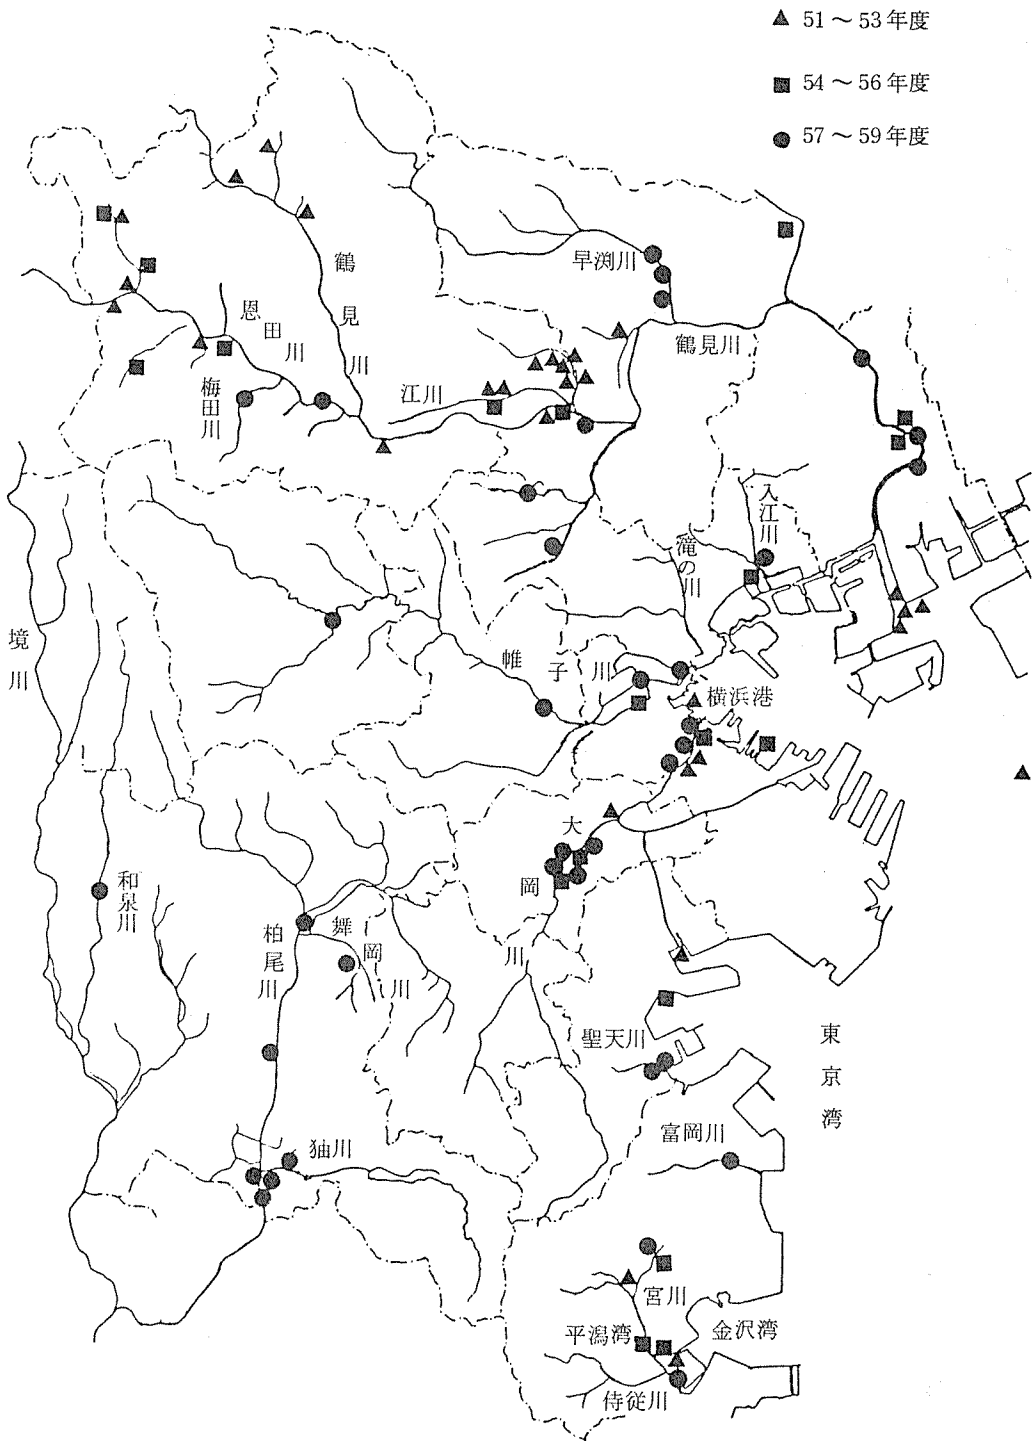 51～53年度
54～56年度
57～59年度
鶴見川
早渕川
恩田川
鶴見川
江川
梅田川
入江川
滝の川
境川
帷子川
横浜港
大岡川
和泉川
柏尾川
舞岡川
東京湾
聖天川
富岡川
㹨川
宮川
平潟湾
金沢湾
侍従川